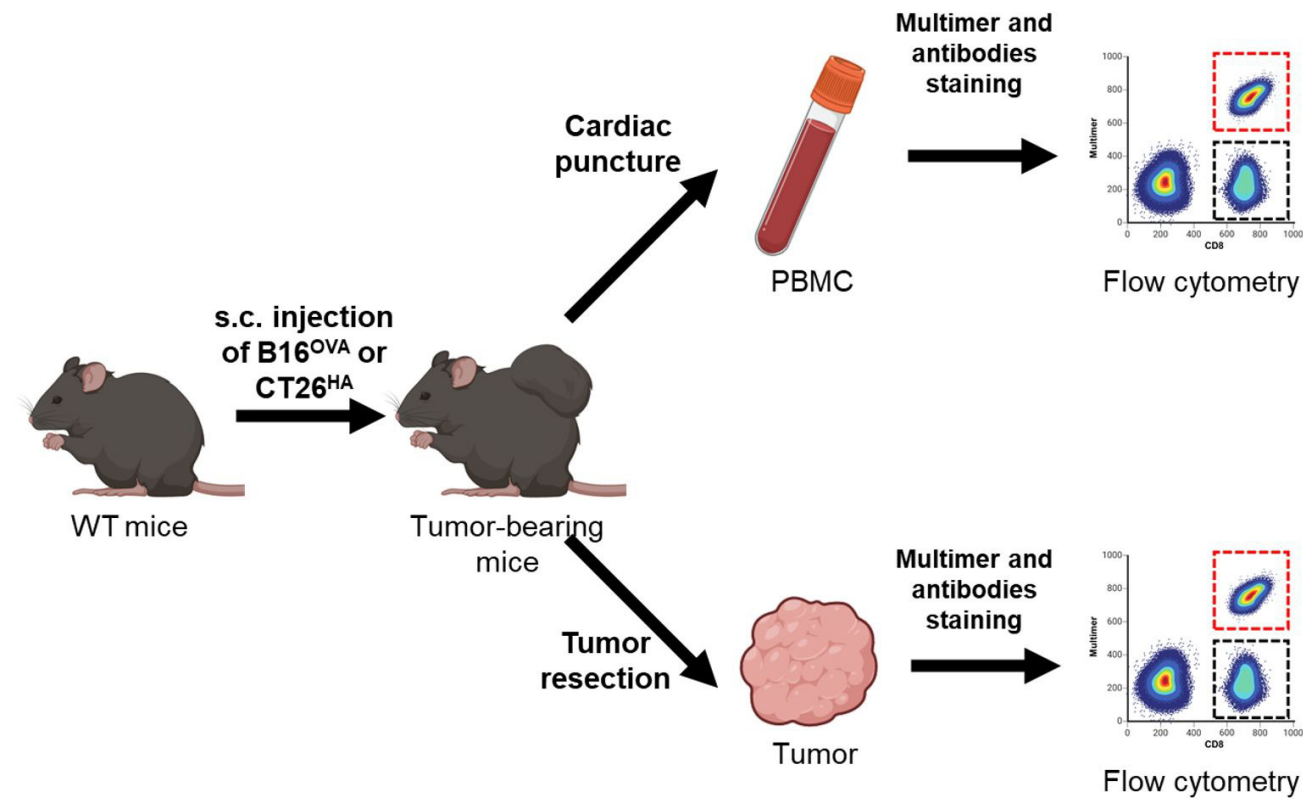 WT mice
s.c. injection
of B16OVA or
CT26HA
Tumor-bearing
mice
Cardiac
puncture
PBMC
Multimer and
antibodies
staining
1000
800
600
400
200
0
Multimer
0 200 400 600 800 1000
CD8
Flow cytometry
Tumor
resection
Tumor
Multimer and
antibodies
staining
1000
800
600
400
200
0
Multimer
0 200 400 600 800 1000
CD8
Flow cytometry